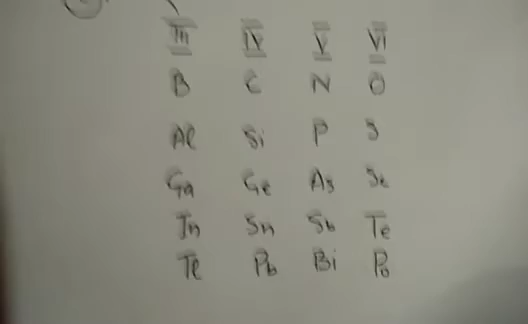 III IV V VI
B C N O
Al Si P S
Ga Ge As Se
In Sn Sb Te
Tl Pb Bi Po